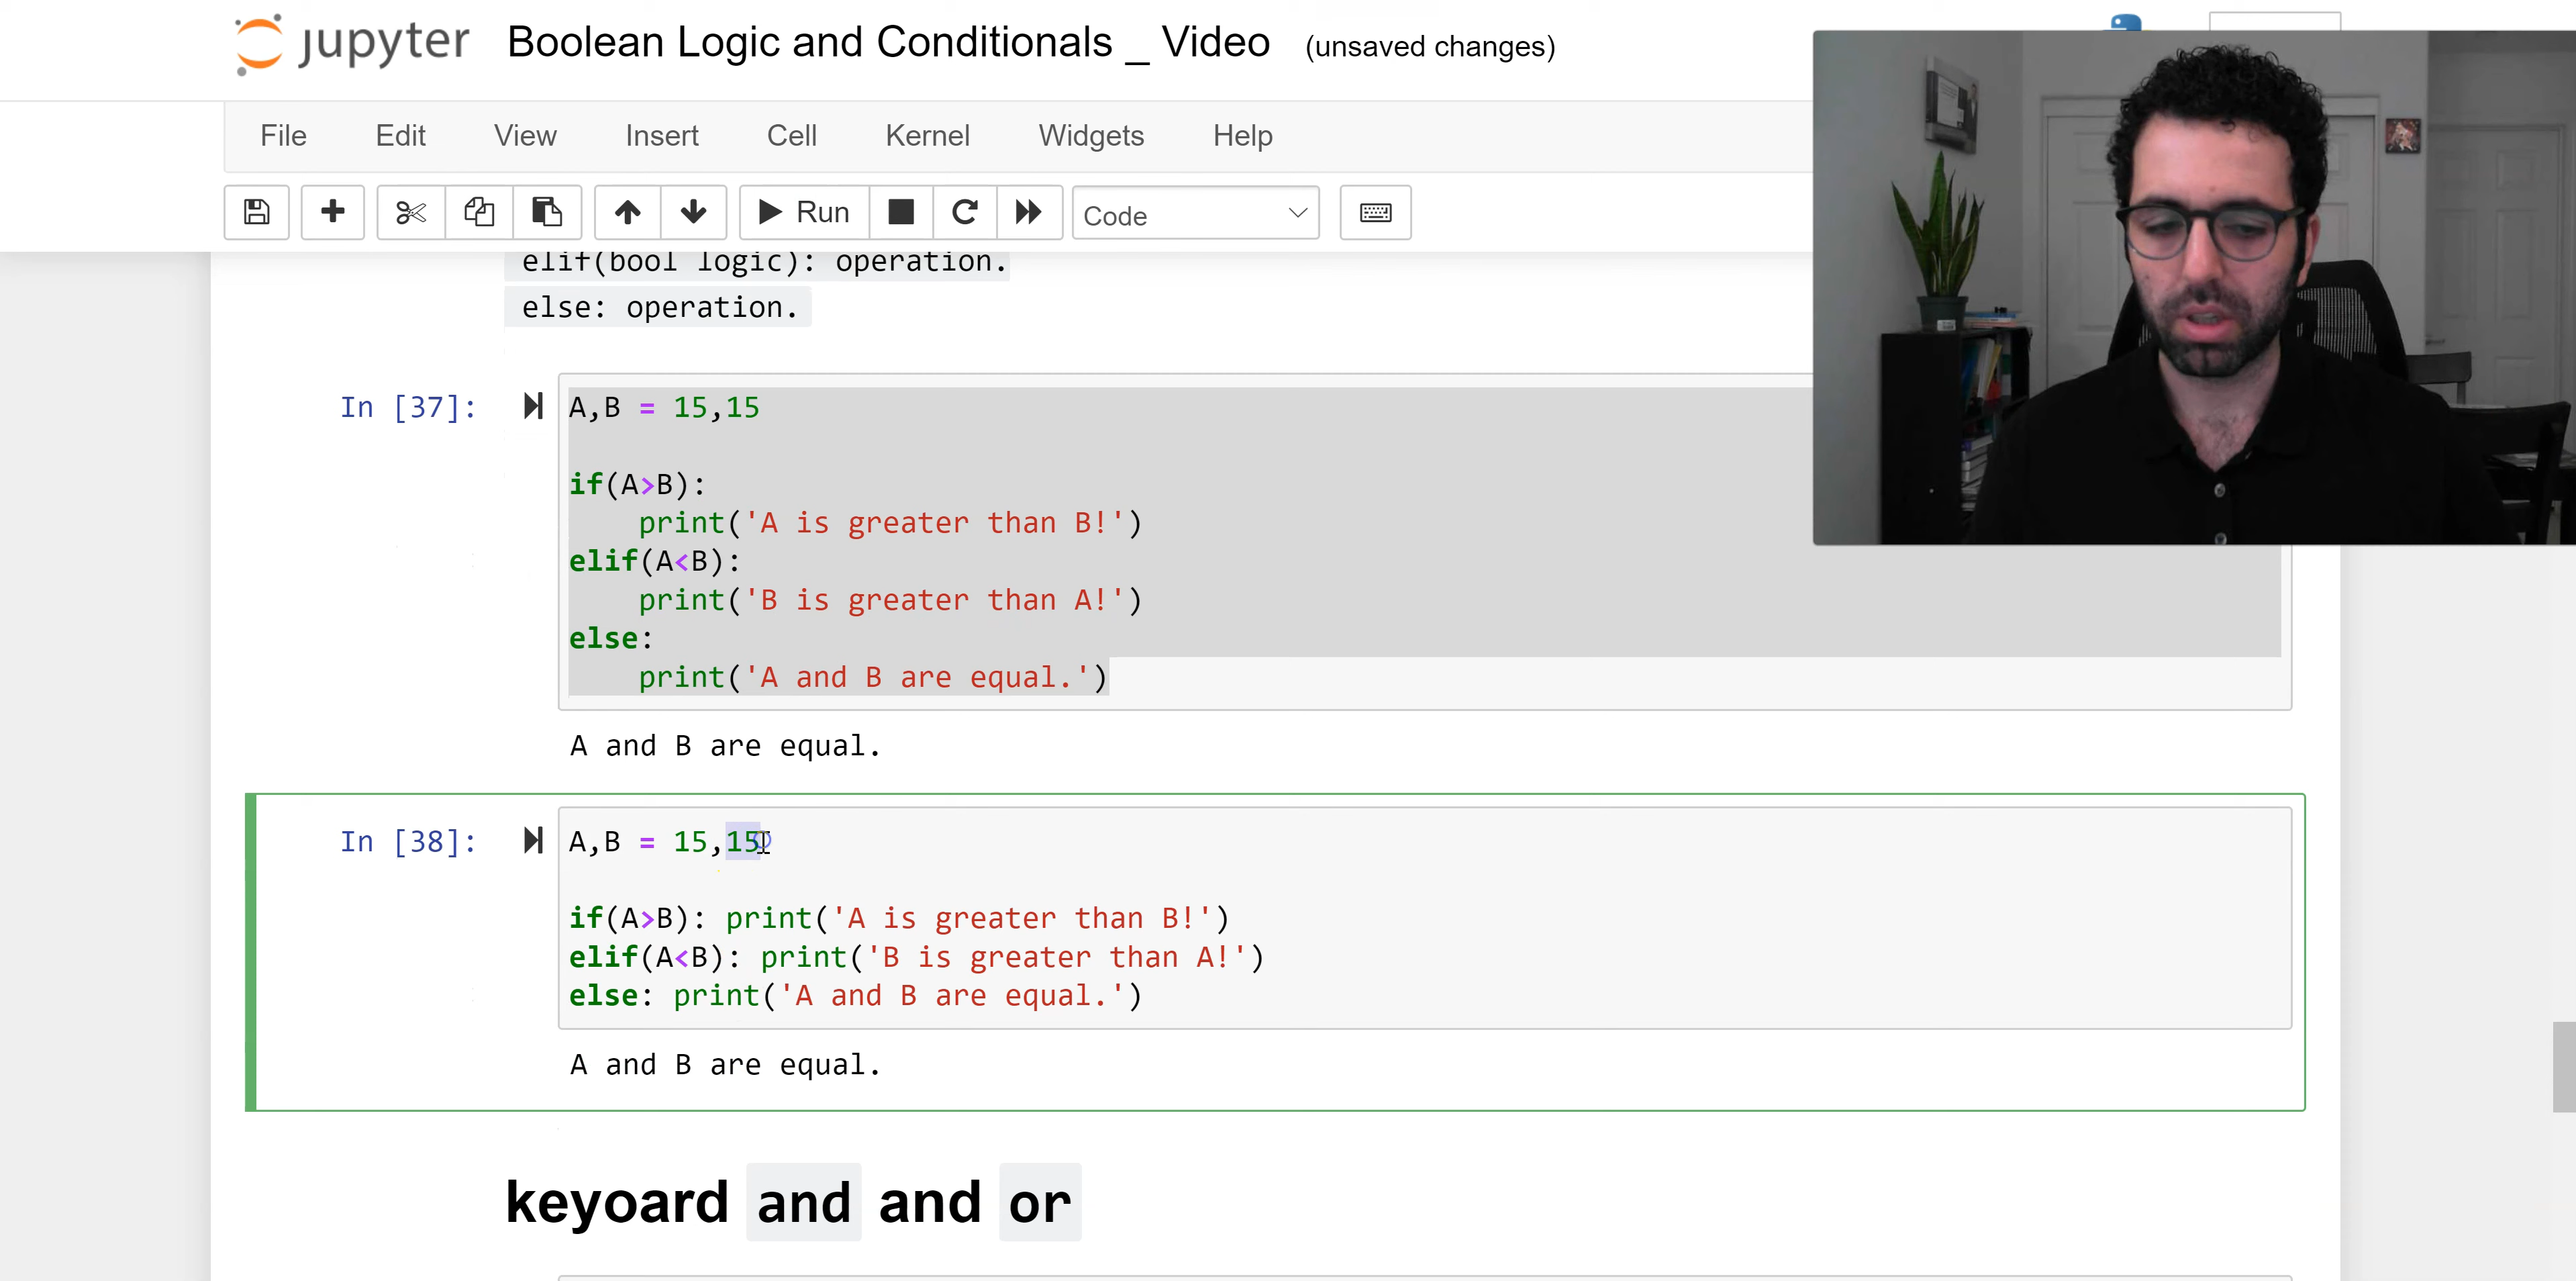 jupyter Boolean Logic and Conditionals _ Video (unsaved changes)
File Edit View Insert Cell Kernel Widgets Help
Run Code
elif(bool logic): operation.
else: operation.
In [37]: A,B = 15,15
if(A>B):
print('A is greater than B!')
elif(A<B):
print('B is greater than A!')
else:
print('A and B are equal.')
A and B are equal.
In [38]: A,B = 15,15
if(A>B): print('A is greater than B!')
elif(A<B): print('B is greater than A!')
else: print('A and B are equal.')
A and B are equal.
keyoard and and or